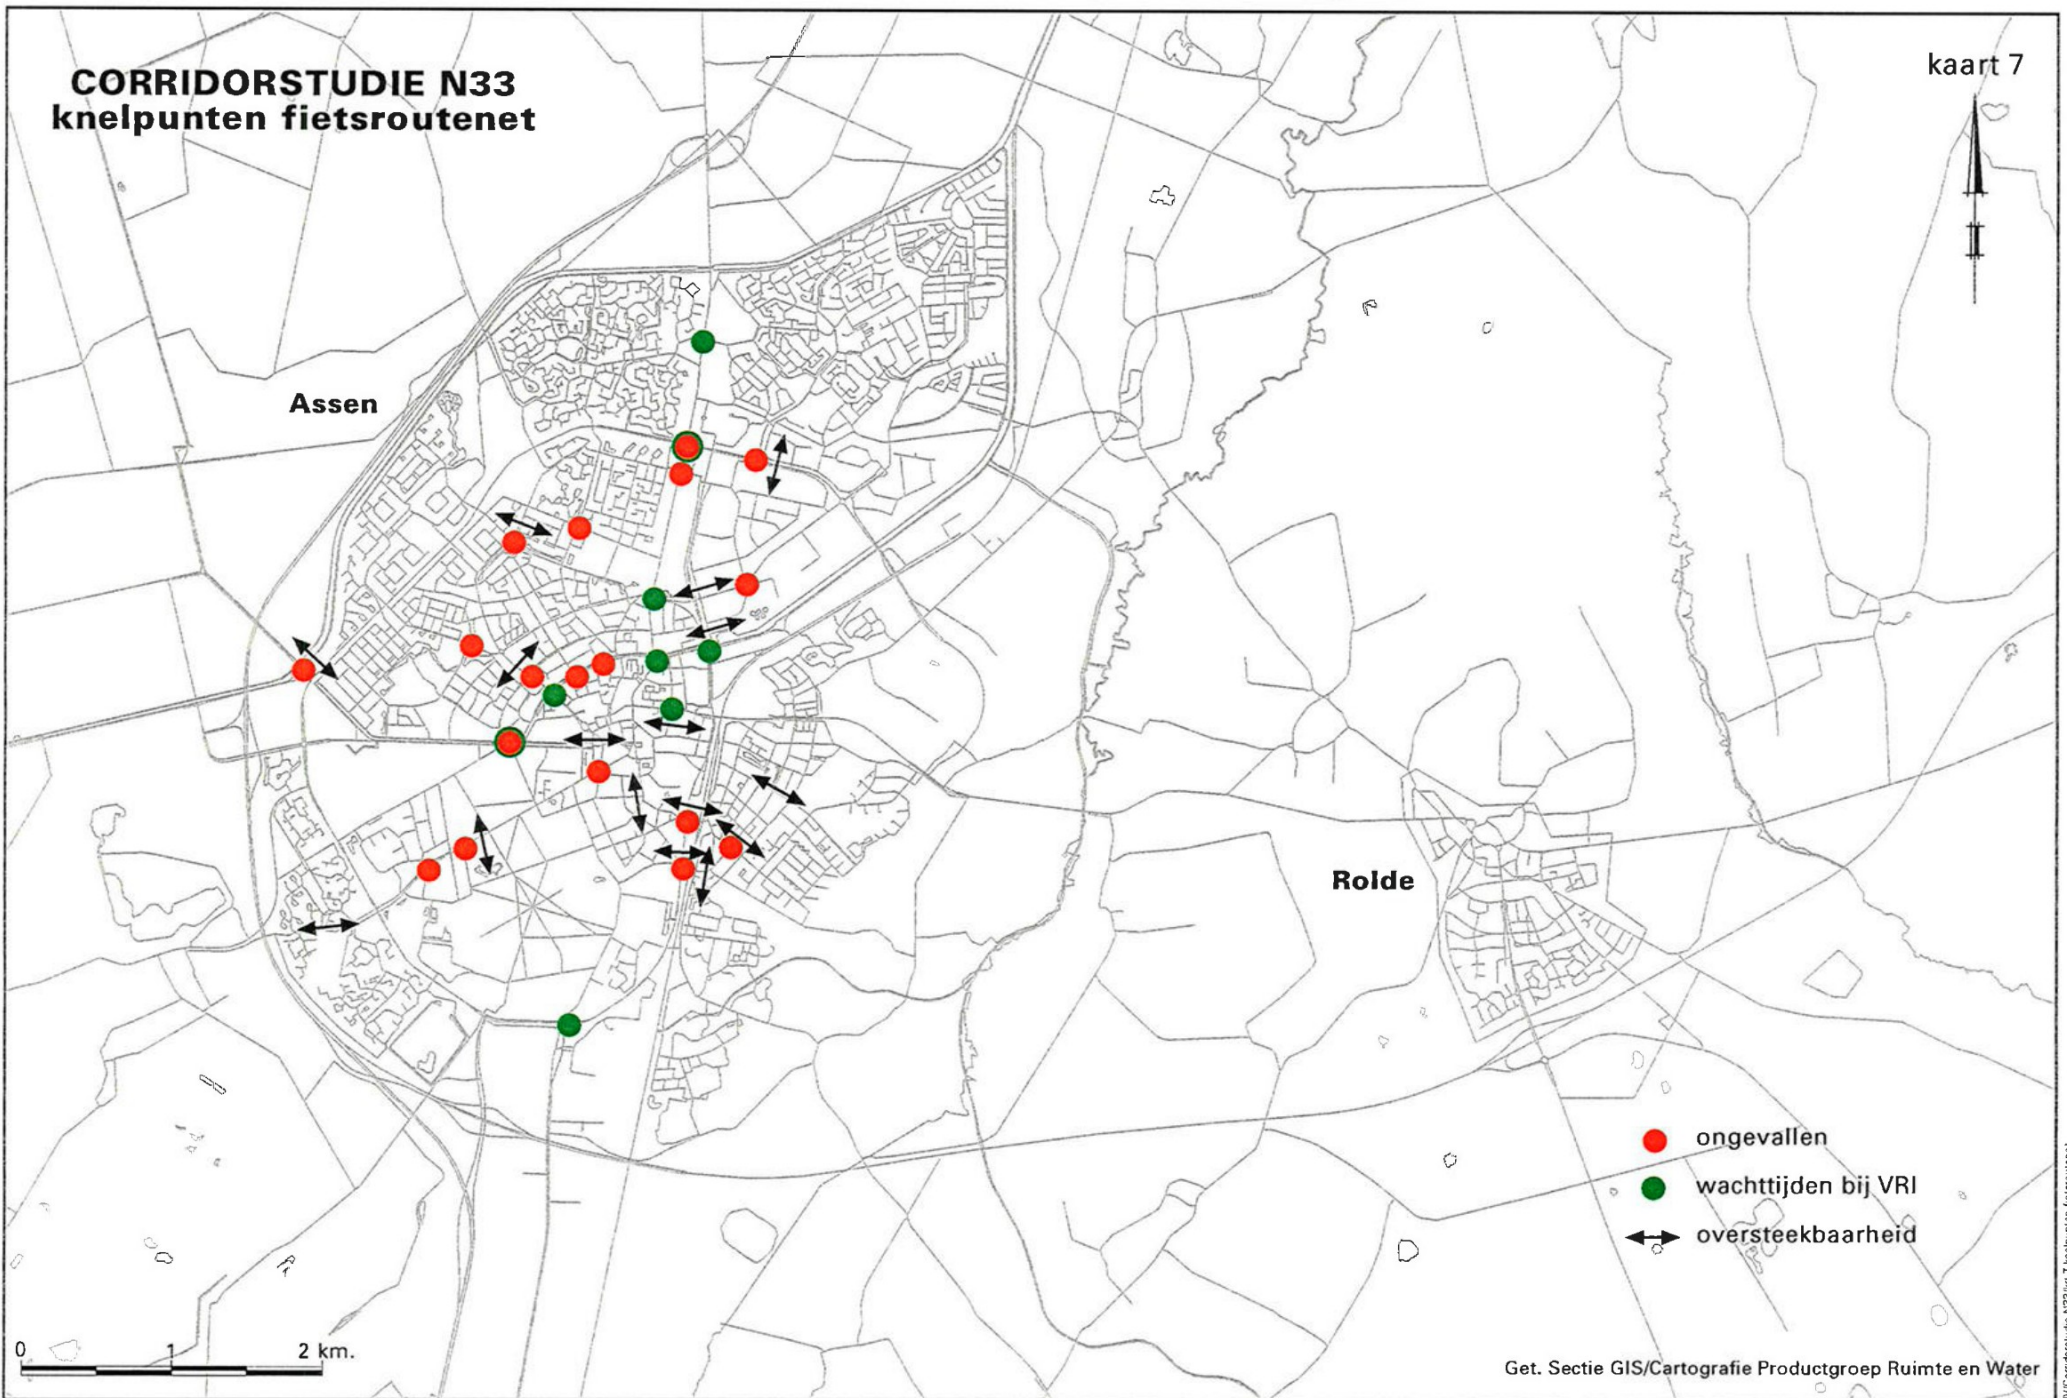 CORRIDORSTUDIE N33
knelpunten fietsroutenet
kaart 7
Assen
Rolde
ongevallen
wachttijden bij VRI
oversteekbaarheid
0 1 2 km.
Get. Sectie GIS/Cartografie Productgroep Ruimte en Water